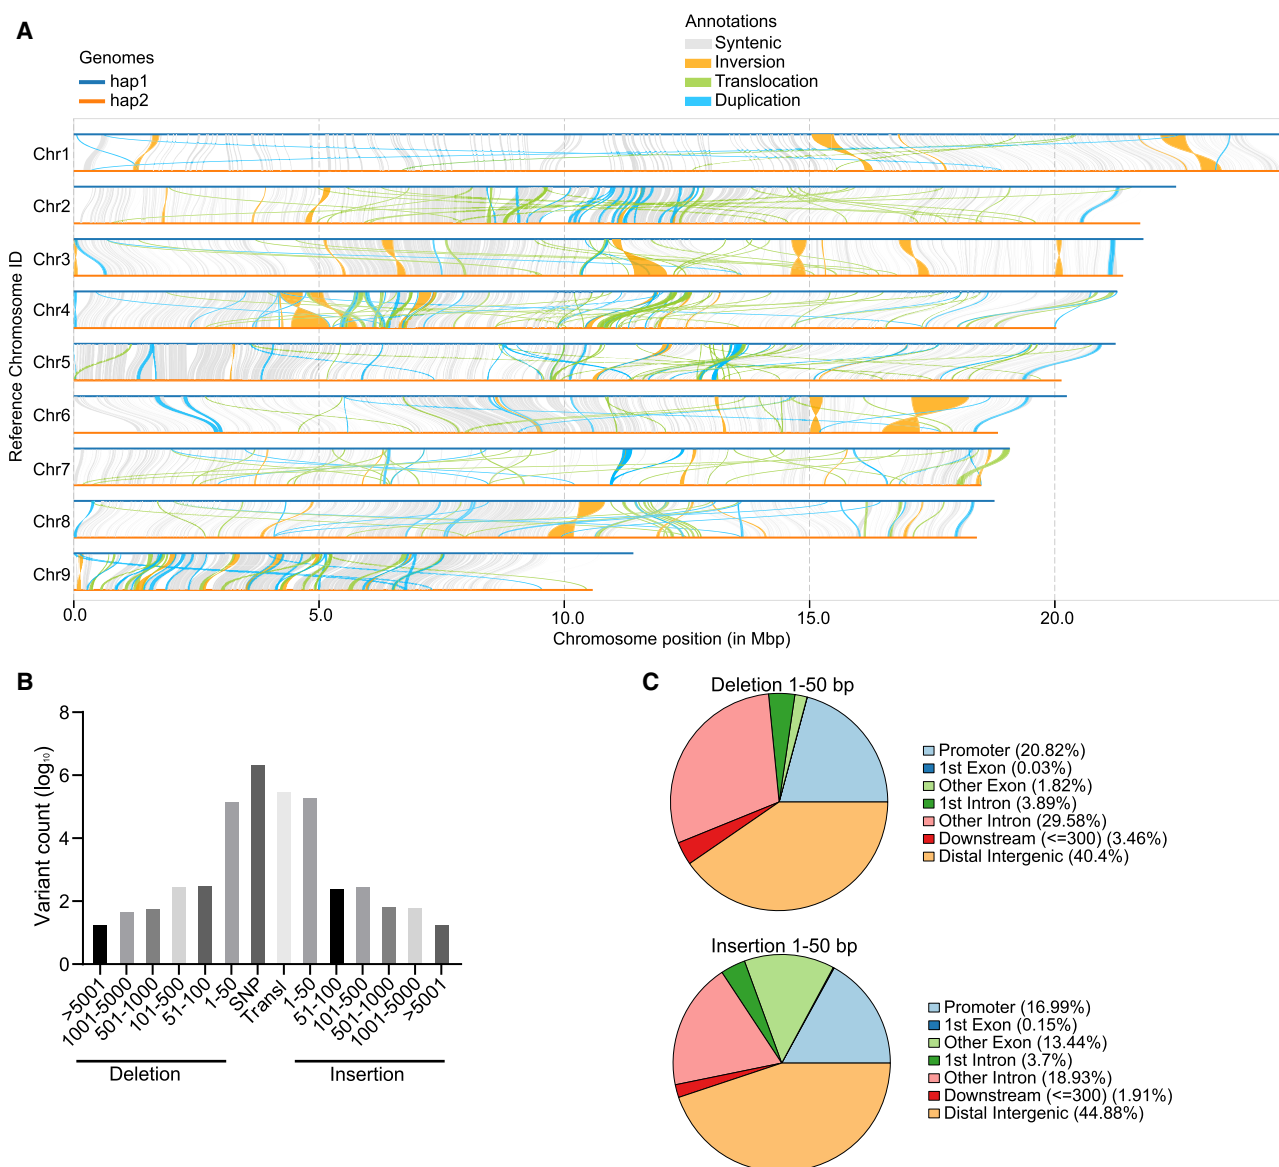 A
Genomes
hap1
hap2
Annotations
Syntenic
Inversion
Translocation
Duplication
Reference Chromosome ID
Chr1
Chr2
Chr3
Chr4
Chr5
Chr6
Chr7
Chr8
Chr9
0.0 5.0 10.0 15.0 20.0
Chromosome position (in Mbp)
B
Variant count (log₁₀)
8
6
4
2
0
>5001 1001-5000 501-1000 101-500 51-100 1-50 SNP Transl 1-50 51-100 101-500 501-1000 1001-5000 >5001
Deletion Insertion
C
Deletion 1-50 bp
Promoter (20.82%)
1st Exon (0.03%)
Other Exon (1.82%)
1st Intron (3.89%)
Other Intron (29.58%)
Downstream (<=300) (3.46%)
Distal Intergenic (40.4%)
Insertion 1-50 bp
Promoter (16.99%)
1st Exon (0.15%)
Other Exon (13.44%)
1st Intron (3.7%)
Other Intron (18.93%)
Downstream (<=300) (1.91%)
Distal Intergenic (44.88%)